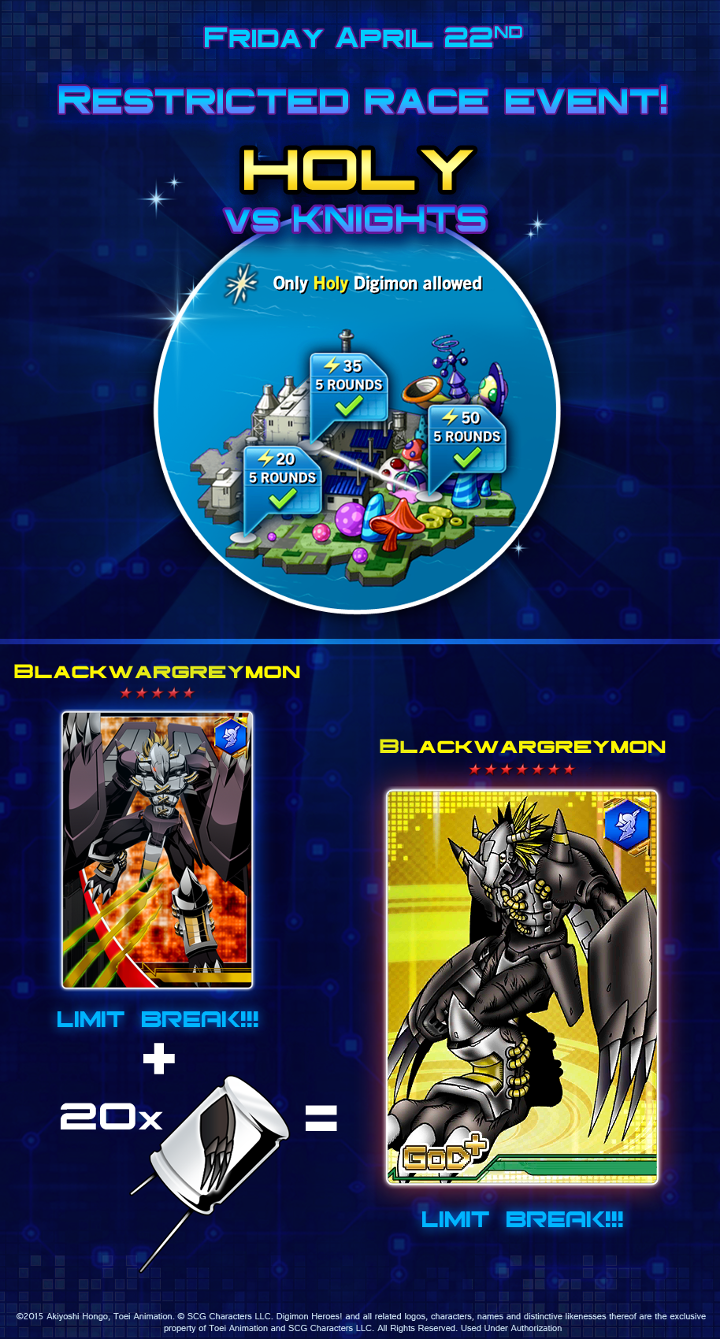 Friday April 22nd
Restricted race event!
HOLY
vs KNIGHTS
Only Holy Digimon allowed
35
5 ROUNDS
50
5 ROUNDS
20
5 ROUNDS
Blackwargreymon
Blackwargreymon
LIMIT BREAK!!!
+
20x
=
GOD+
LIMIT BREAK!!!
©2015 Akiyoshi Hongo, Toei Animation. © SCG Characters LLC. Digimon Heroes! and all related logos, characters, names and distinctive likenesses thereof are the exclusive
property of Toei Animation and SCG Characters LLC. All Rights Reserved. Used Under Authorization